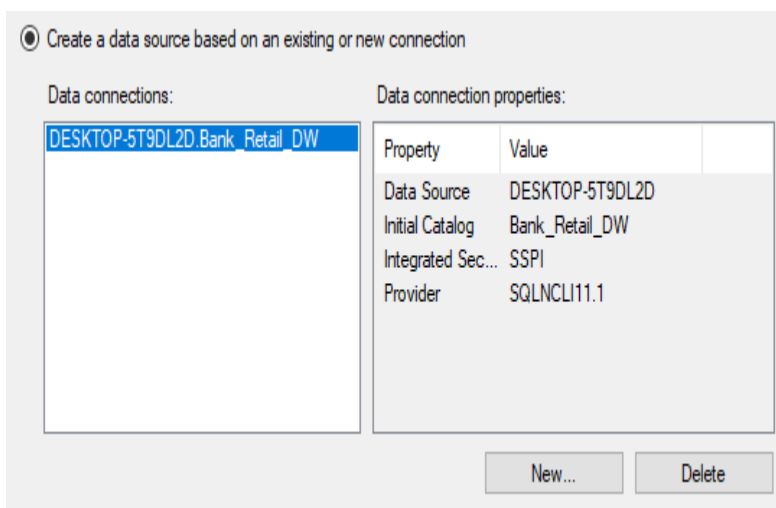 Create a data source based on an existing or new connection
Data connections:
Data connection properties:
DESKTOP-5T9DL2D.Bank_Retail_DW
Property Value
Data Source DESKTOP-5T9DL2D
Initial Catalog Bank_Retail_DW
Integrated Sec... SSPI
Provider SQLNCLI11.1
New... Delete